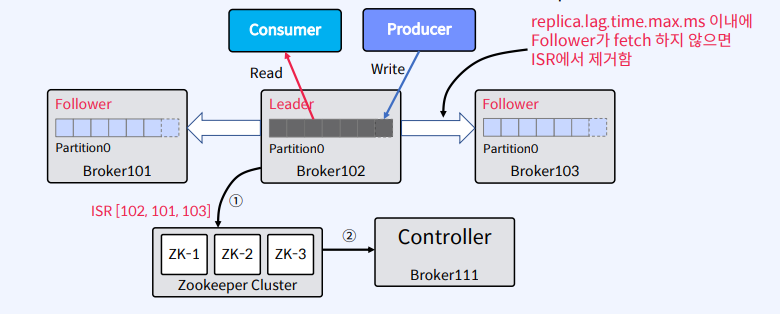 replica.lag.time.max.ms 이내에
Follower가 fetch 하지 않으면
ISR에서 제거함
Consumer
Producer
Read
Write
Follower
Partition0
Broker101
Leader
Partition0
Broker102
Follower
Partition0
Broker103
ISR [102, 101, 103]
①
ZK-1
ZK-2
ZK-3
Zookeeper Cluster
②
Controller
Broker111